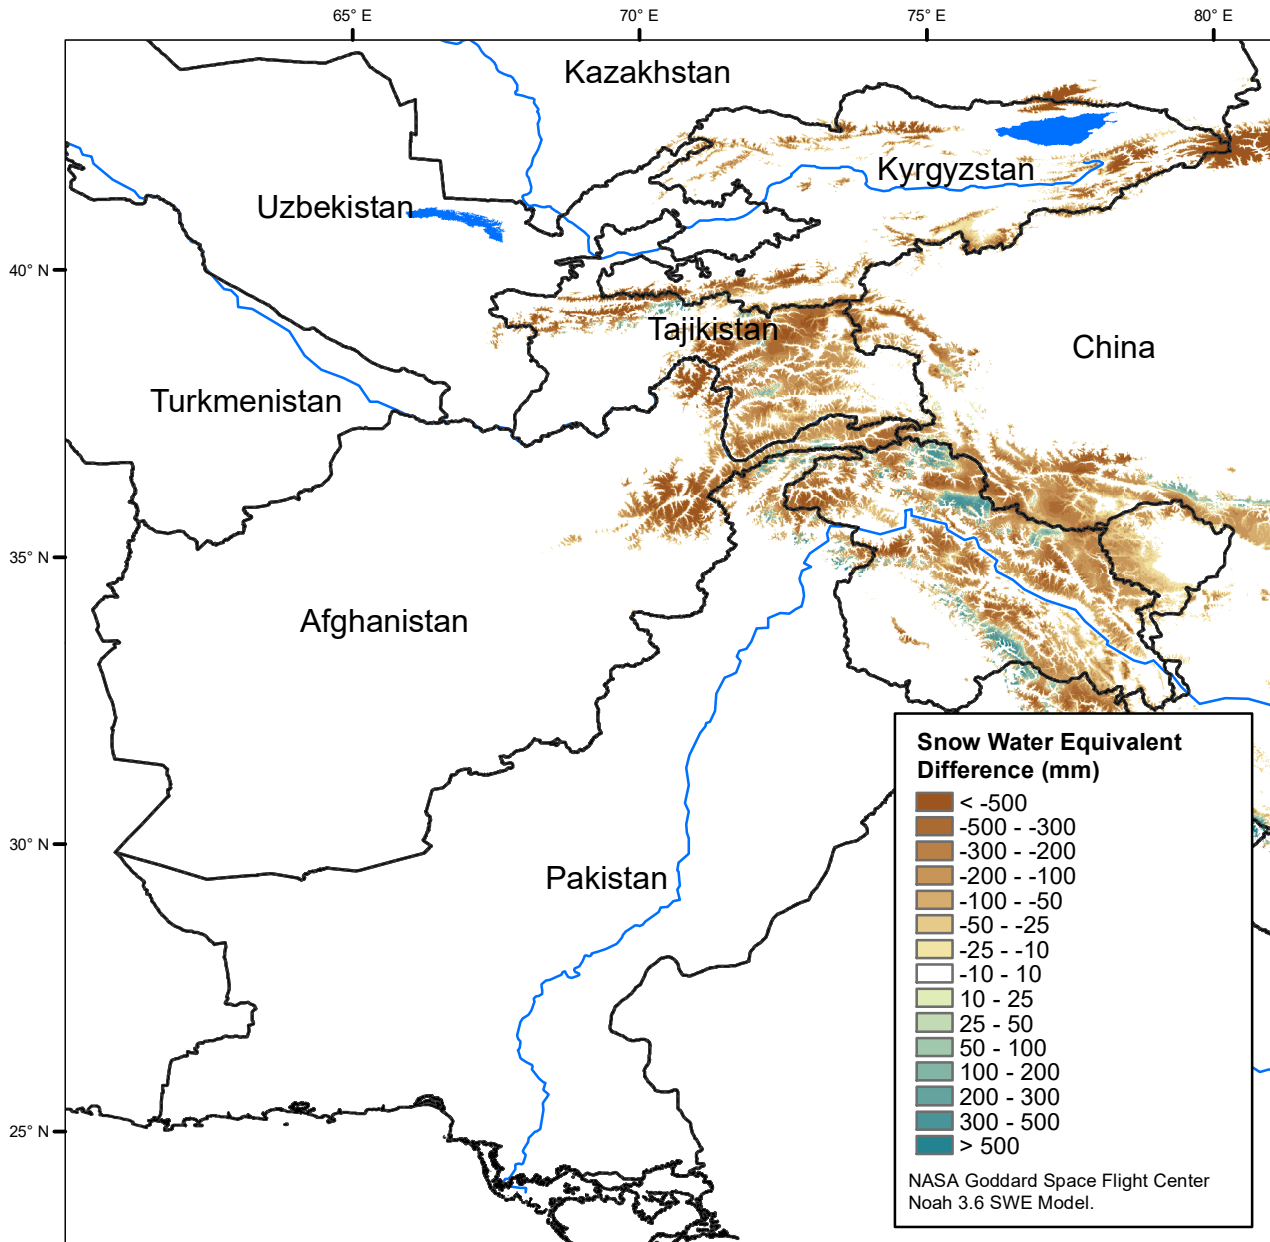 65° E
70° E
75° E
80° E
Kazakhstan
Kyrgyzstan
Uzbekistan
40° N
Tajikistan
China
Turkmenistan
35° N
Afghanistan
30° N
Pakistan
25° N
Snow Water Equivalent
Difference (mm)
< -500
-500 - -300
-300 - -200
-200 - -100
-100 - -50
-50 - -25
-25 - -10
-10 - 10
10 - 25
25 - 50
50 - 100
100 - 200
200 - 300
300 - 500
> 500
NASA Goddard Space Flight Center
Noah 3.6 SWE Model.